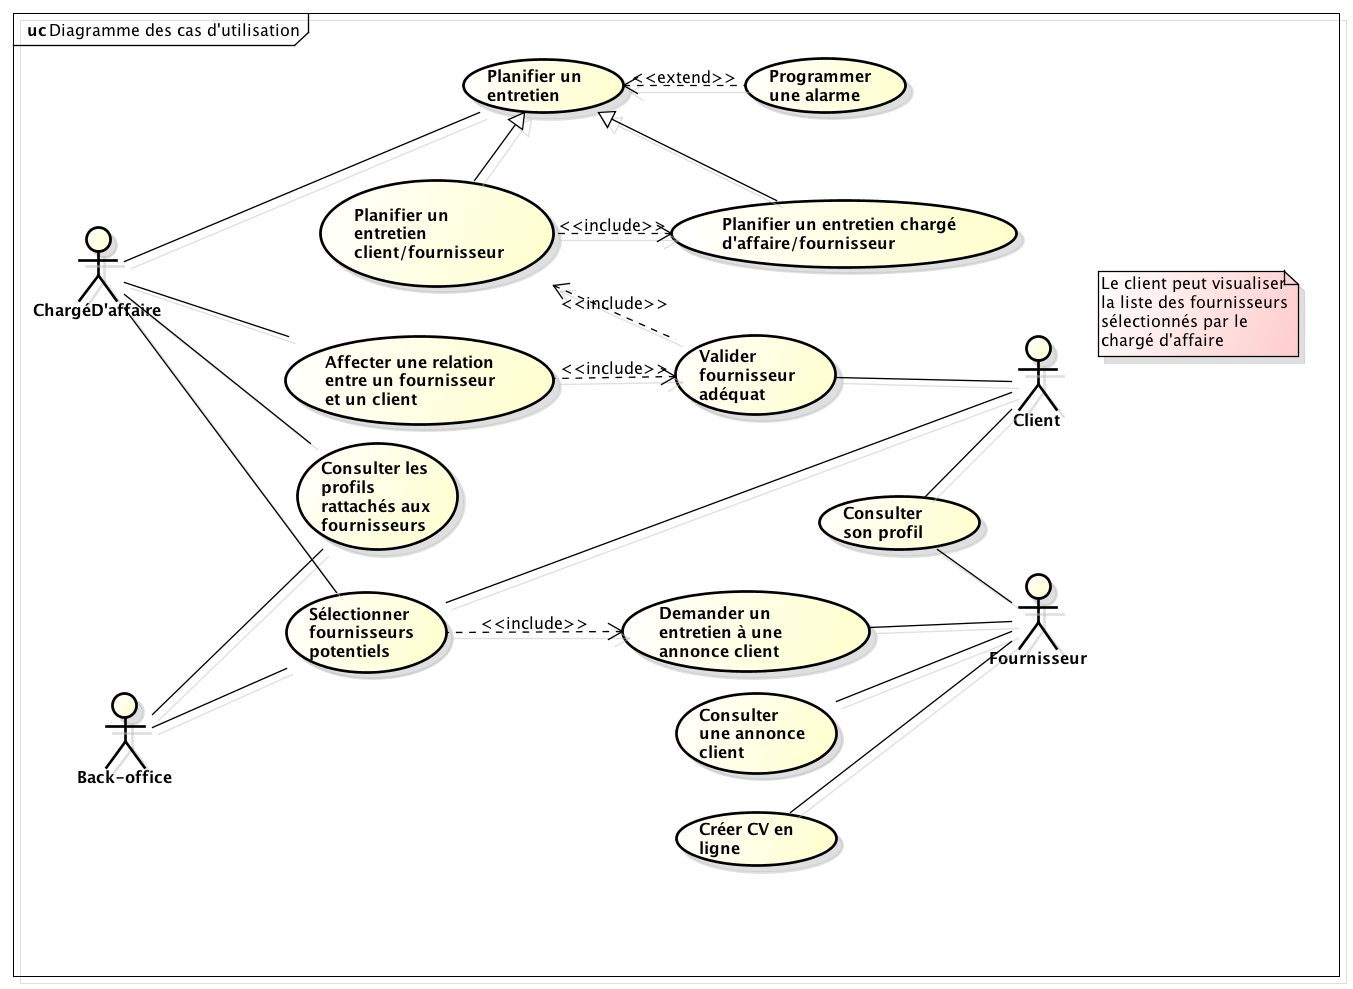 uc Diagramme des cas d'utilisation
Planifier un
entretien
<<extend>>
Programmer
une alarme
Planifier un
entretien
client/fournisseur
<<include>>
Planifier un entretien chargé
d'affaire/fournisseur
ChargéD'affaire
<<include>>
Le client peut visualiser
la liste des fournisseurs
sélectionnés par le
chargé d'affaire
Affecter une relation
entre un fournisseur
et un client
<<include>>
Valider
fournisseur
adéquat
Client
Consulter les
profils
rattachés aux
fournisseurs
Consulter
son profil
Sélectionner
fournisseurs
potentiels
<<include>>
Demander un
entretien à une
annonce client
Fournisseur
Consulter
une annonce
client
Back-office
Créer CV en
ligne